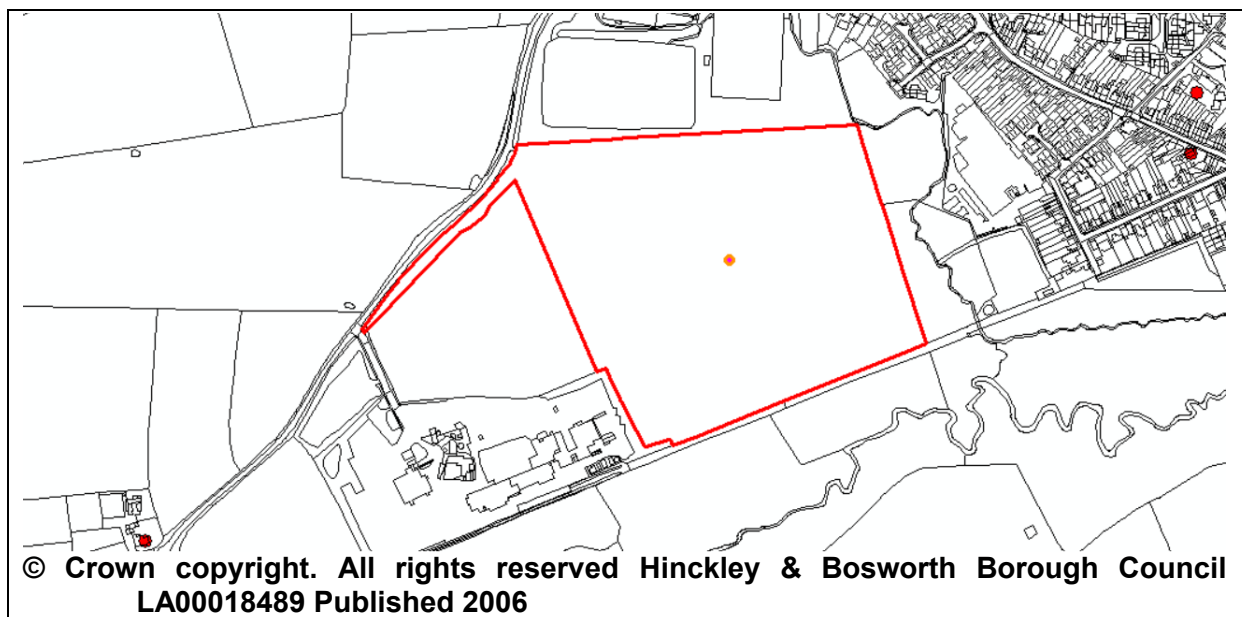 © Crown copyright. All rights reserved Hinckley & Bosworth Borough Council
LA00018489 Published 2006